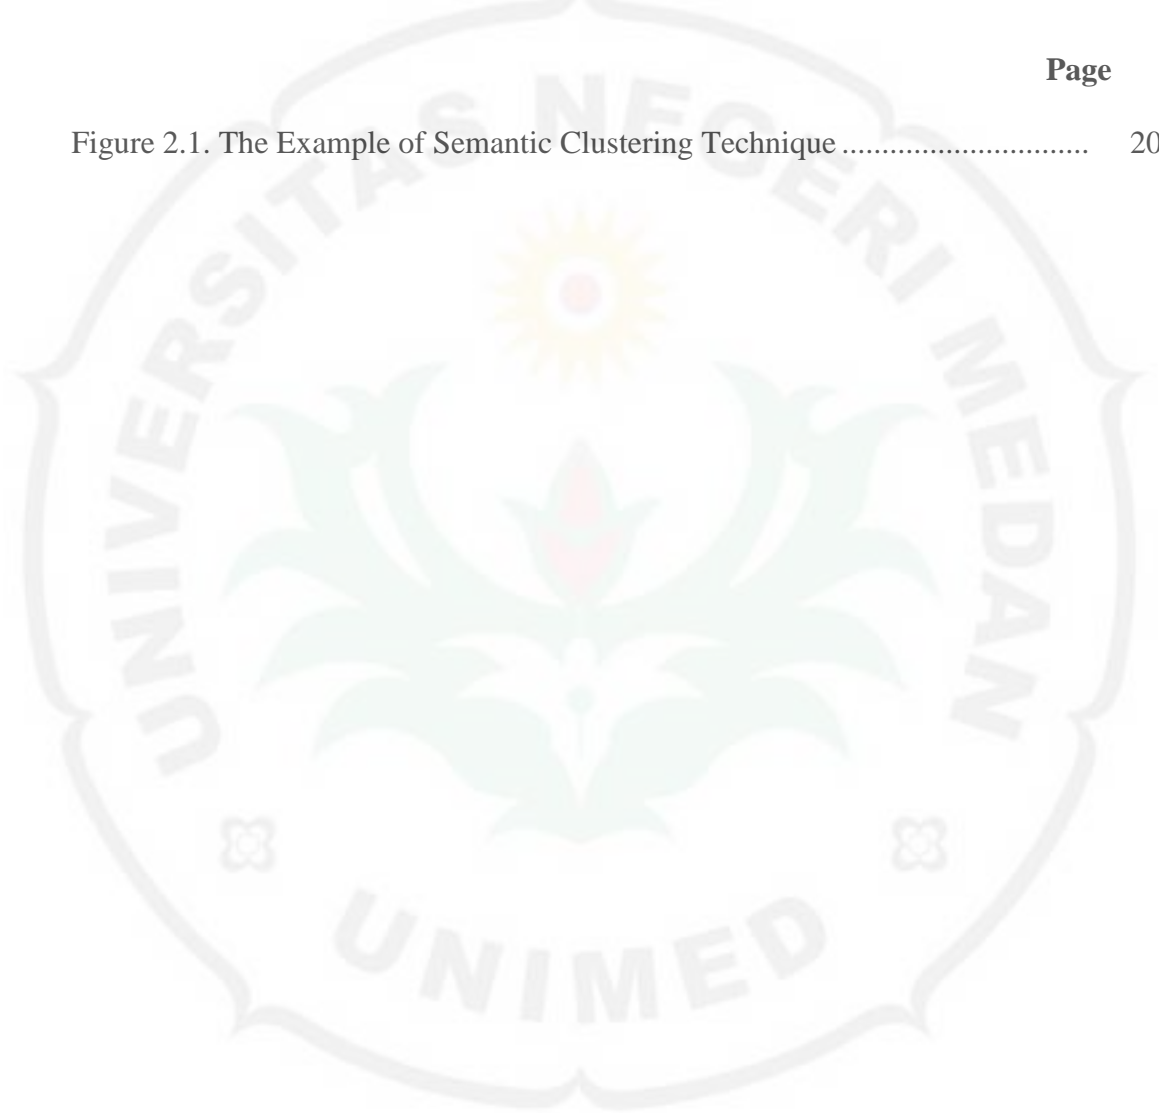 Page
Figure 2.1. The Example of Semantic Clustering Technique ............................... 20
UNIVERSITAS NEGERI MEDAN
UNIMED